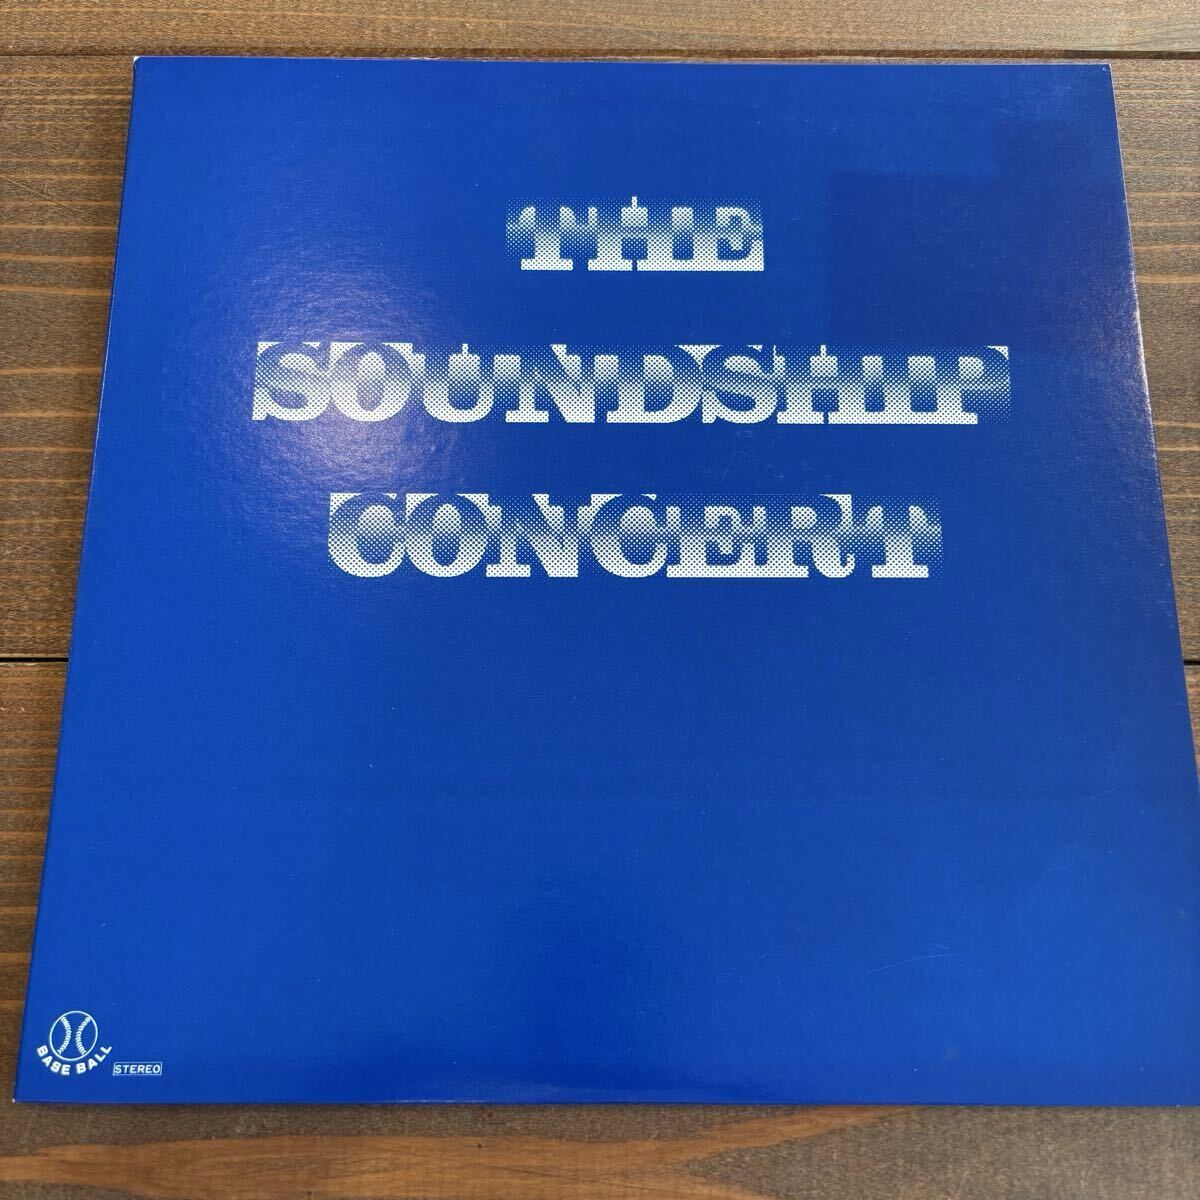 THE
SOUNDSHIP
CONCERT
BASE BALL
STEREO